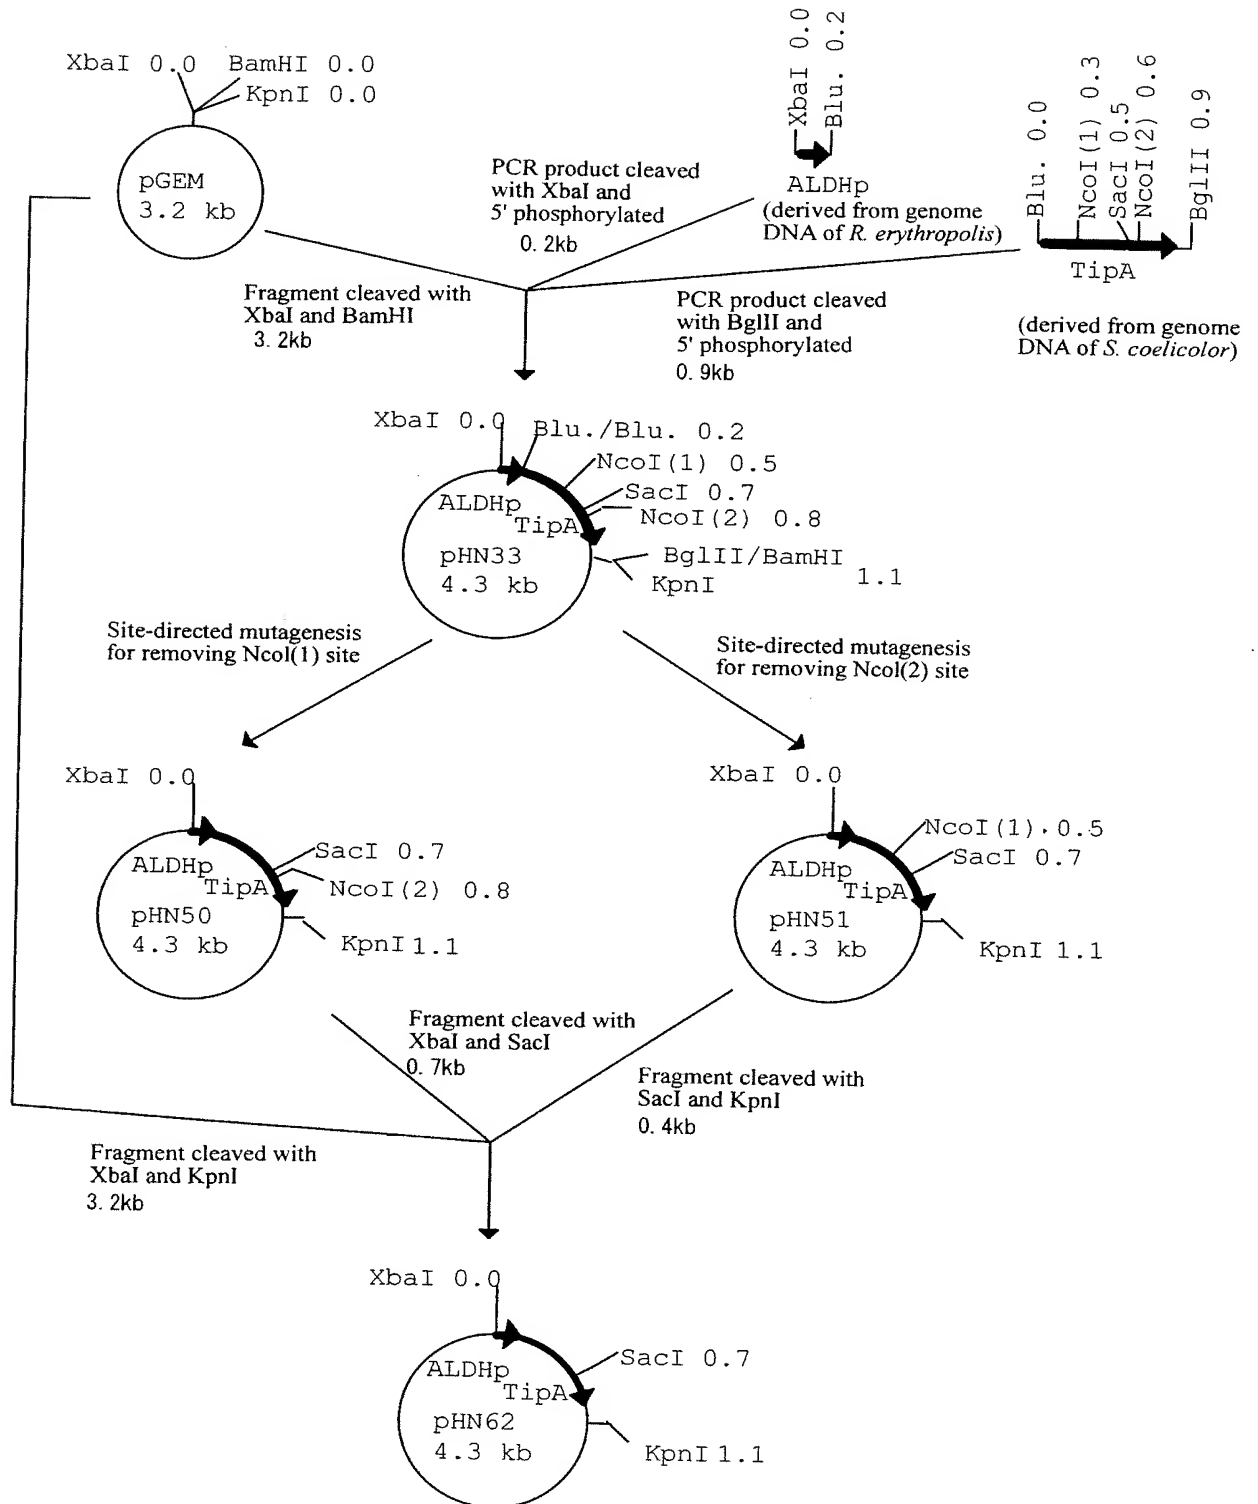 XbaI 0.0
BamHI 0.0
KpnI 0.0
pGEM
3.2 kb
XbaI 0.0
Blu. 0.2
ALDHp
(derived from genome
DNA of R. erythropolis)
Blu. 0.0
NcoI(1) 0.3
SacI 0.5
NcoI(2) 0.6
BglII 0.9
TipA
(derived from genome
DNA of S. coelicolor)
PCR product cleaved
with XbaI and
5' phosphorylated
0.2kb
Fragment cleaved with
XbaI and BamHI
3.2kb
PCR product cleaved
with BglII and
5' phosphorylated
0.9kb
XbaI 0.0
Blu./Blu. 0.2
NcoI(1) 0.5
SacI 0.7
NcoI(2) 0.8
BglII/BamHI
KpnI
1.1
ALDHp
TipA
pHN33
4.3 kb
Site-directed mutagenesis
for removing NcoI(1) site
Site-directed mutagenesis
for removing NcoI(2) site
XbaI 0.0
SacI 0.7
NcoI(2) 0.8
KpnI 1.1
ALDHp
TipA
pHN50
4.3 kb
XbaI 0.0
NcoI(1) 0.5
SacI 0.7
KpnI 1.1
ALDHp
TipA
pHN51
4.3 kb
Fragment cleaved with
XbaI and SacI
0.7kb
Fragment cleaved with
SacI and KpnI
0.4kb
Fragment cleaved with
XbaI and KpnI
3.2kb
XbaI 0.0
SacI 0.7
KpnI 1.1
ALDHp
TipA
pHN62
4.3 kb